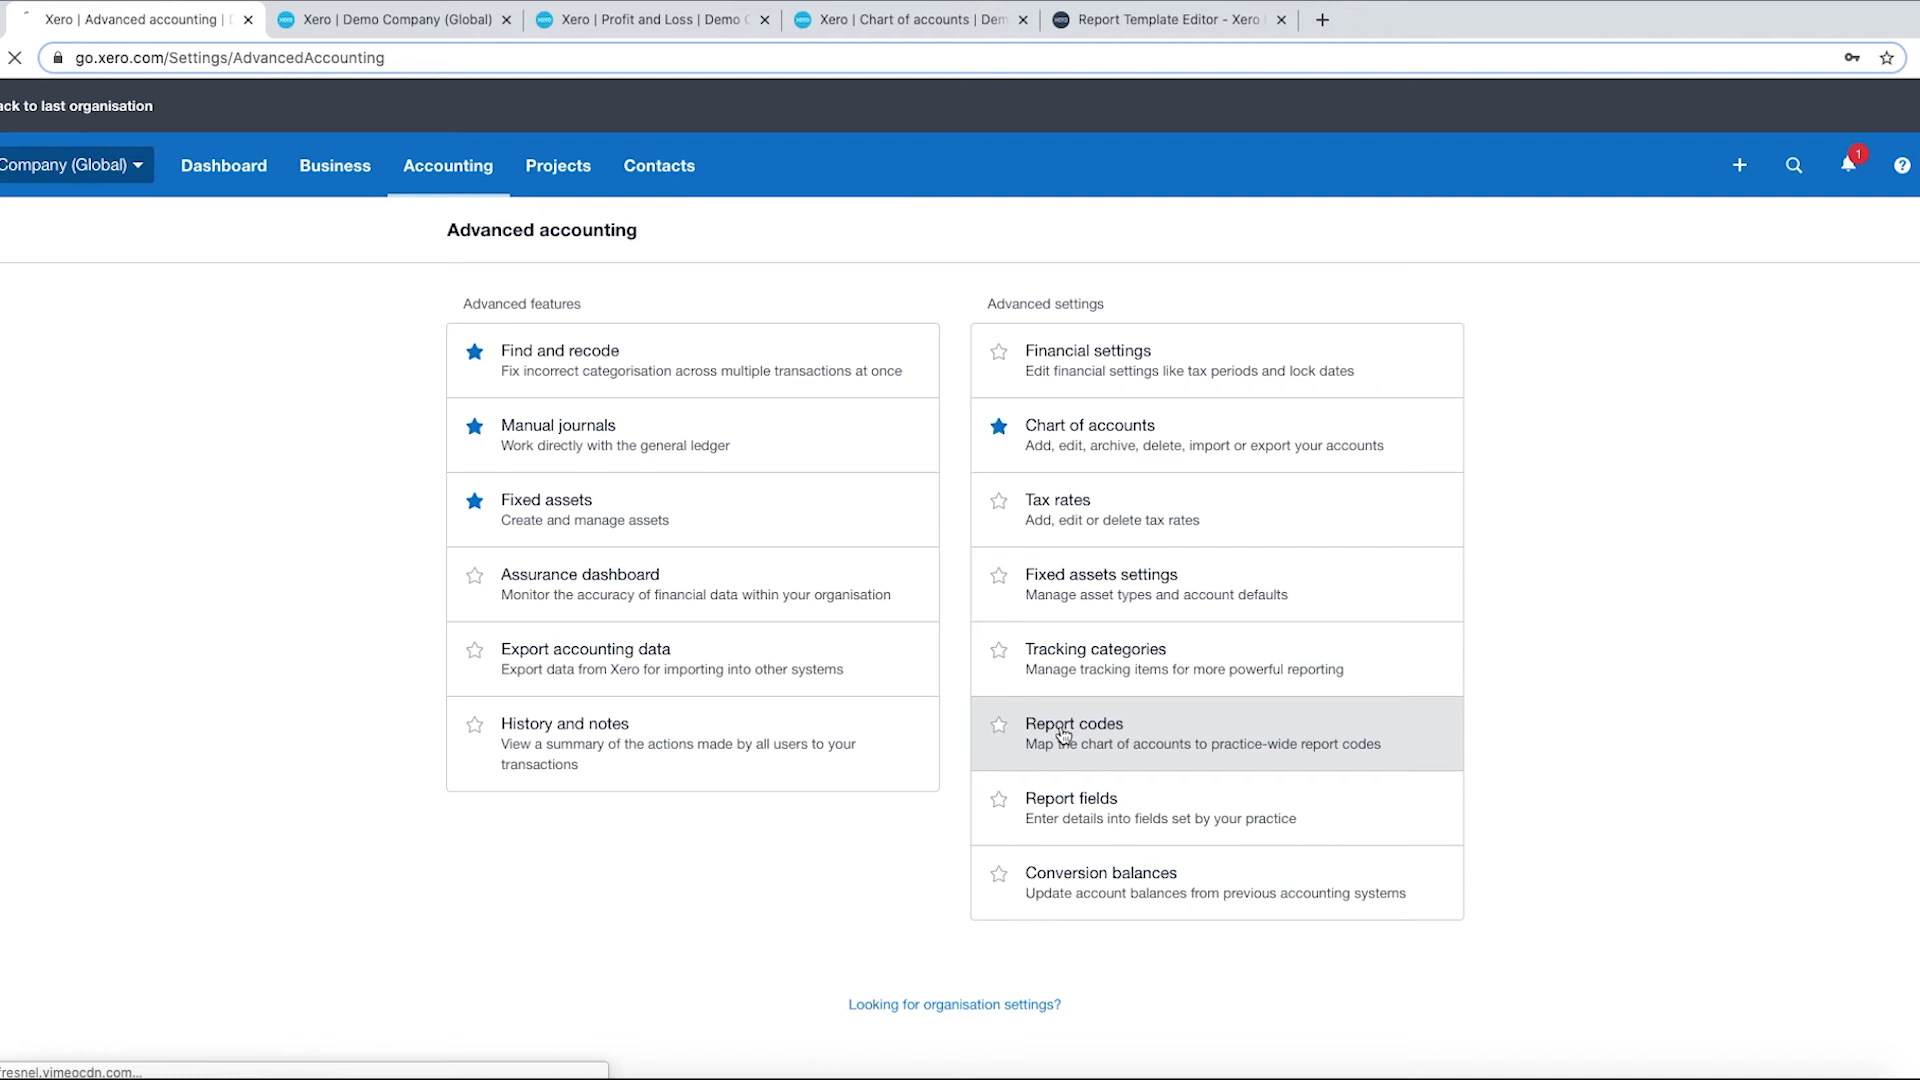 Xero | Advanced accounting |
Xero | Demo Company (Global)
Xero | Profit and Loss | Demo
Xero | Chart of accounts | Dem
Report Template Editor - Xero
go.xero.com/Settings/AdvancedAccounting
ack to last organisation
Company (Global)
Dashboard
Business
Accounting
Projects
Contacts
1
?
Advanced accounting
Advanced features
Find and recode
Fix incorrect categorisation across multiple transactions at once
Manual journals
Work directly with the general ledger
Fixed assets
Create and manage assets
Assurance dashboard
Monitor the accuracy of financial data within your organisation
Export accounting data
Export data from Xero for importing into other systems
History and notes
View a summary of the actions made by all users to your
transactions
Advanced settings
Financial settings
Edit financial settings like tax periods and lock dates
Chart of accounts
Add, edit, archive, delete, import or export your accounts
Tax rates
Add, edit or delete tax rates
Fixed assets settings
Manage asset types and account defaults
Tracking categories
Manage tracking items for more powerful reporting
Report codes
Map the chart of accounts to practice-wide report codes
Report fields
Enter details into fields set by your practice
Conversion balances
Update account balances from previous accounting systems
Looking for organisation settings?
fresnel.vimeocdn.com...